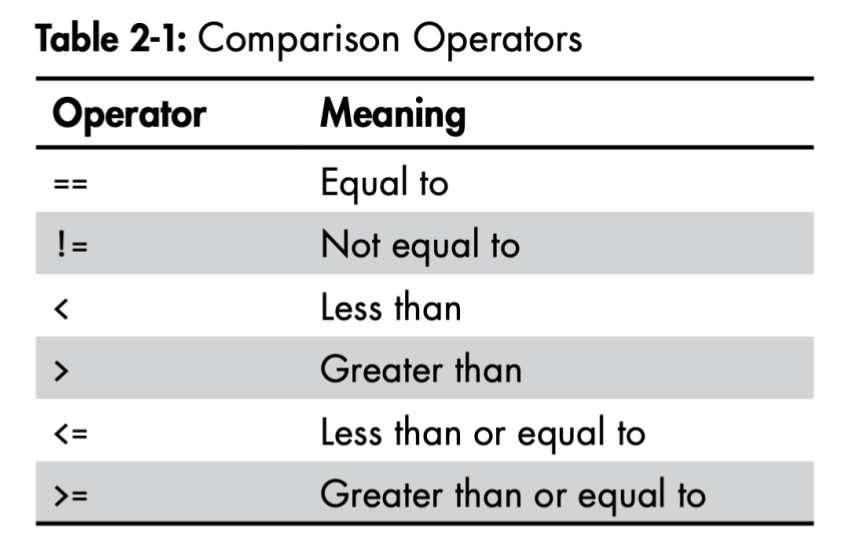 Table 2-1: Comparison Operators
Operator Meaning
== Equal to
!= Not equal to
< Less than
> Greater than
<= Less than or equal to
>= Greater than or equal to